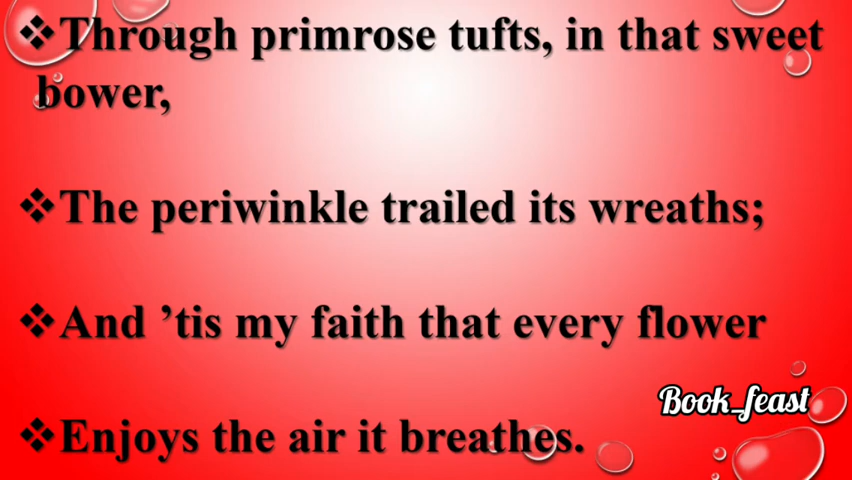 ❖Through primrose tufts, in that sweet
bower,
❖The periwinkle trailed its wreaths;
❖And ’tis my faith that every flower
Book_feast
❖Enjoys the air it breathes.